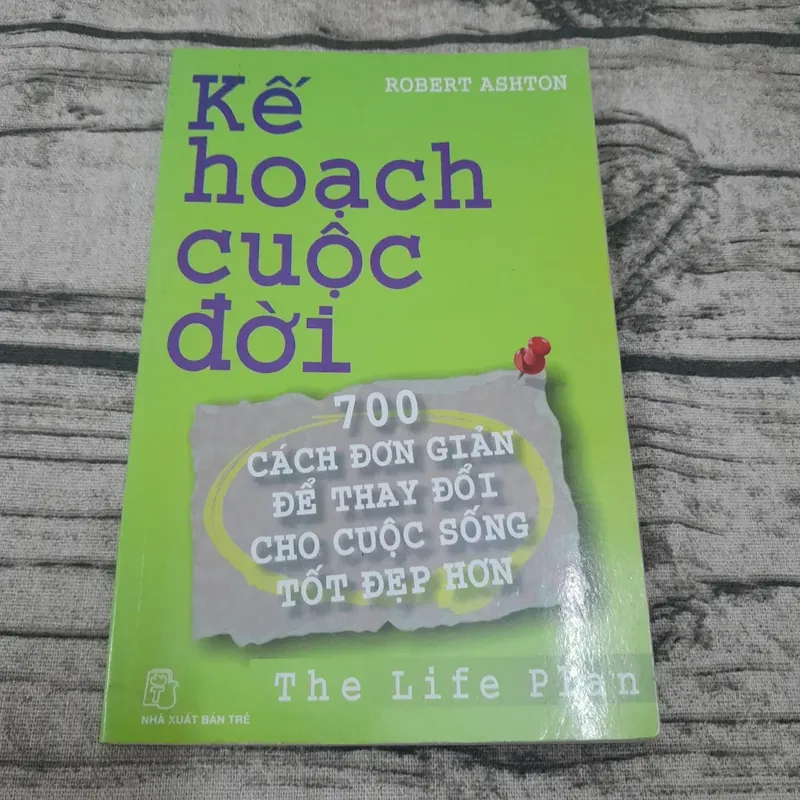 ROBERT ASHTON
Kế
hoạch
cuộc
đời
700
CÁCH ĐƠN GIẢN
ĐỂ THAY ĐỔI
CHO CUỘC SỐNG
TỐT ĐẸP HƠN
The Life Plan
NHÀ XUẤT BẢN TRẺ